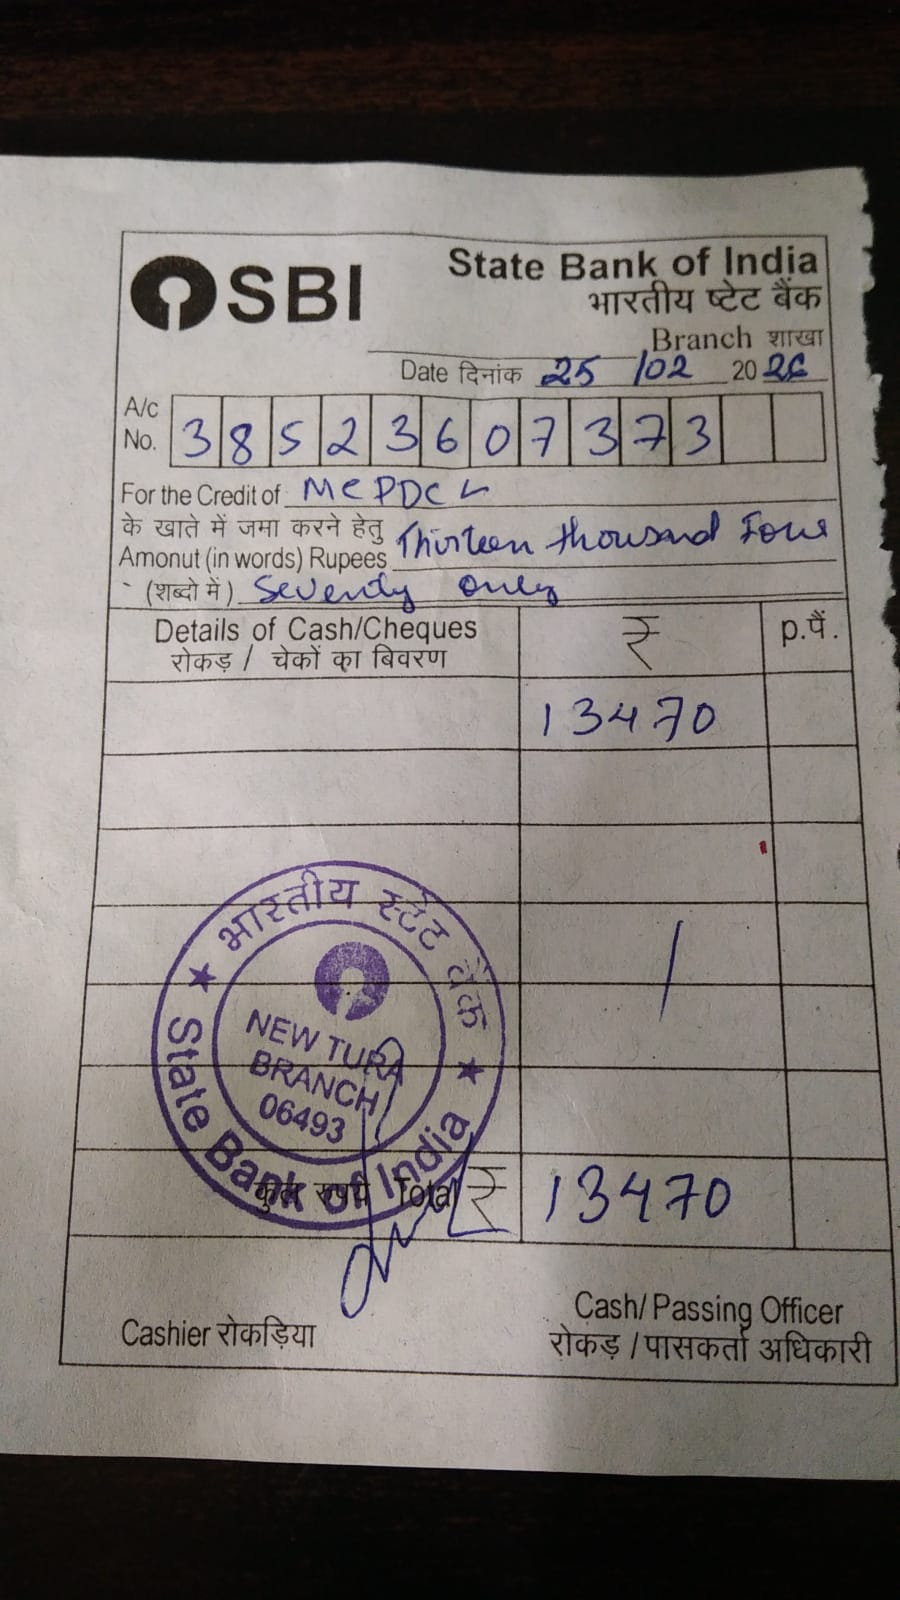 SBI
State Bank of India
भारतीय ष्टेट बैंक
Branch शाखा
Date दिनांक 25/02 2026
A/c No. 38523607373
For the Credit of MePDCL
के खाते में जमा करने हेतु
Amonut (in words) Rupees Thirteen thousand Four
(शब्दो में) Seventy only
Details of Cash/Cheques ₹ p.पैं.
रोकड़ / चेकों का बिवरण
13470
भारतीय स्टेट बैंक
NEW TURA
BRANCH
06493
State Bank of India
कुल रुपये Total ₹ 13470
Cash/Passing Officer
Cashier रोकड़िया रोकड़/पासकर्ता अधिकारी